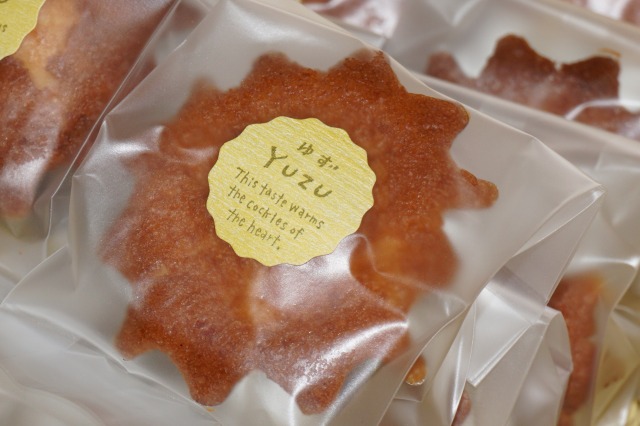 ゆず
YUZU
This taste warms
the cockles of
the heart.